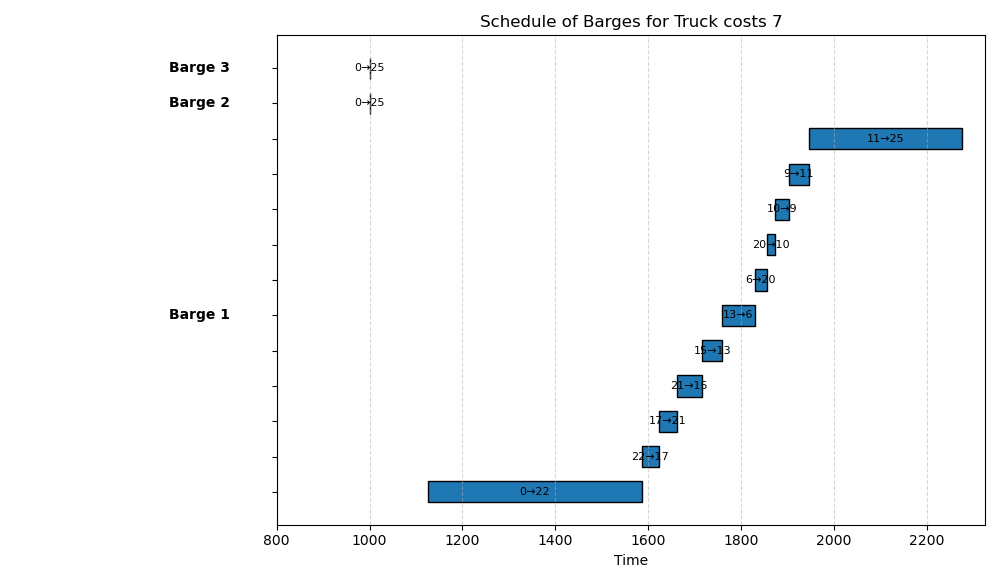 Schedule of Barges for Truck costs 7
Barge 3
0→25
Barge 2
0→25
11→25
9→11
10→9
20→10
6→20
Barge 1
13→6
15→13
21→15
17→21
22→17
0→22
800 1000 1200 1400 1600 1800 2000 2200
Time